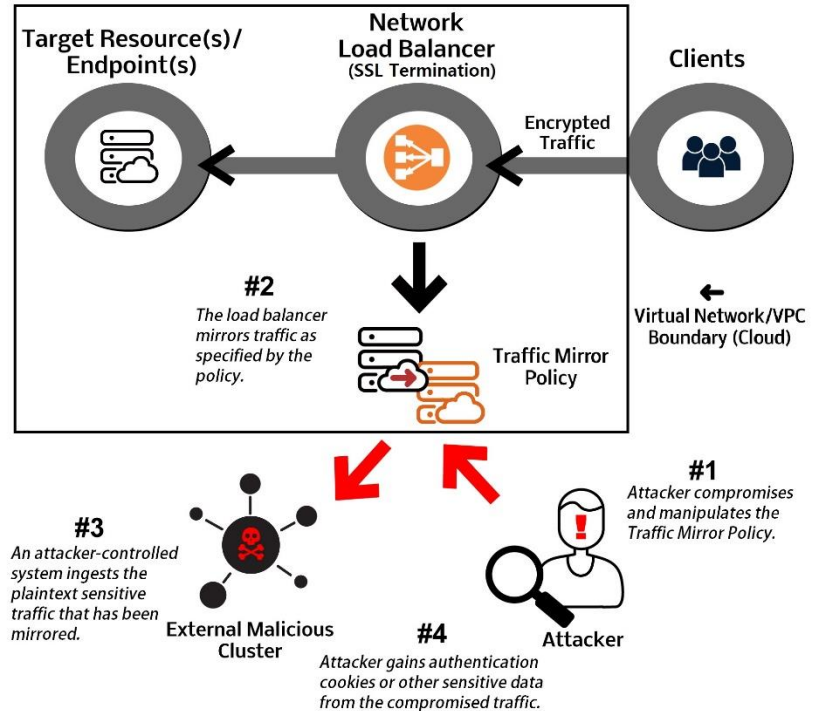 Target Resource(s)/
Endpoint(s)
Network
Load Balancer
(SSL Termination)
Clients
Encrypted
Traffic
#2
The load balancer
mirrors traffic as
specified by the
policy.
Traffic Mirror
Policy
Virtual Network/VPC
Boundary (Cloud)
#1
Attacker compromises
and manipulates the
Traffic Mirror Policy.
#3
An attacker-controlled
system ingests the
plaintext sensitive
traffic that has been
mirrored.
External Malicious
Cluster
Attacker
#4
Attacker gains authentication
cookies or other sensitive data
from the compromised traffic.